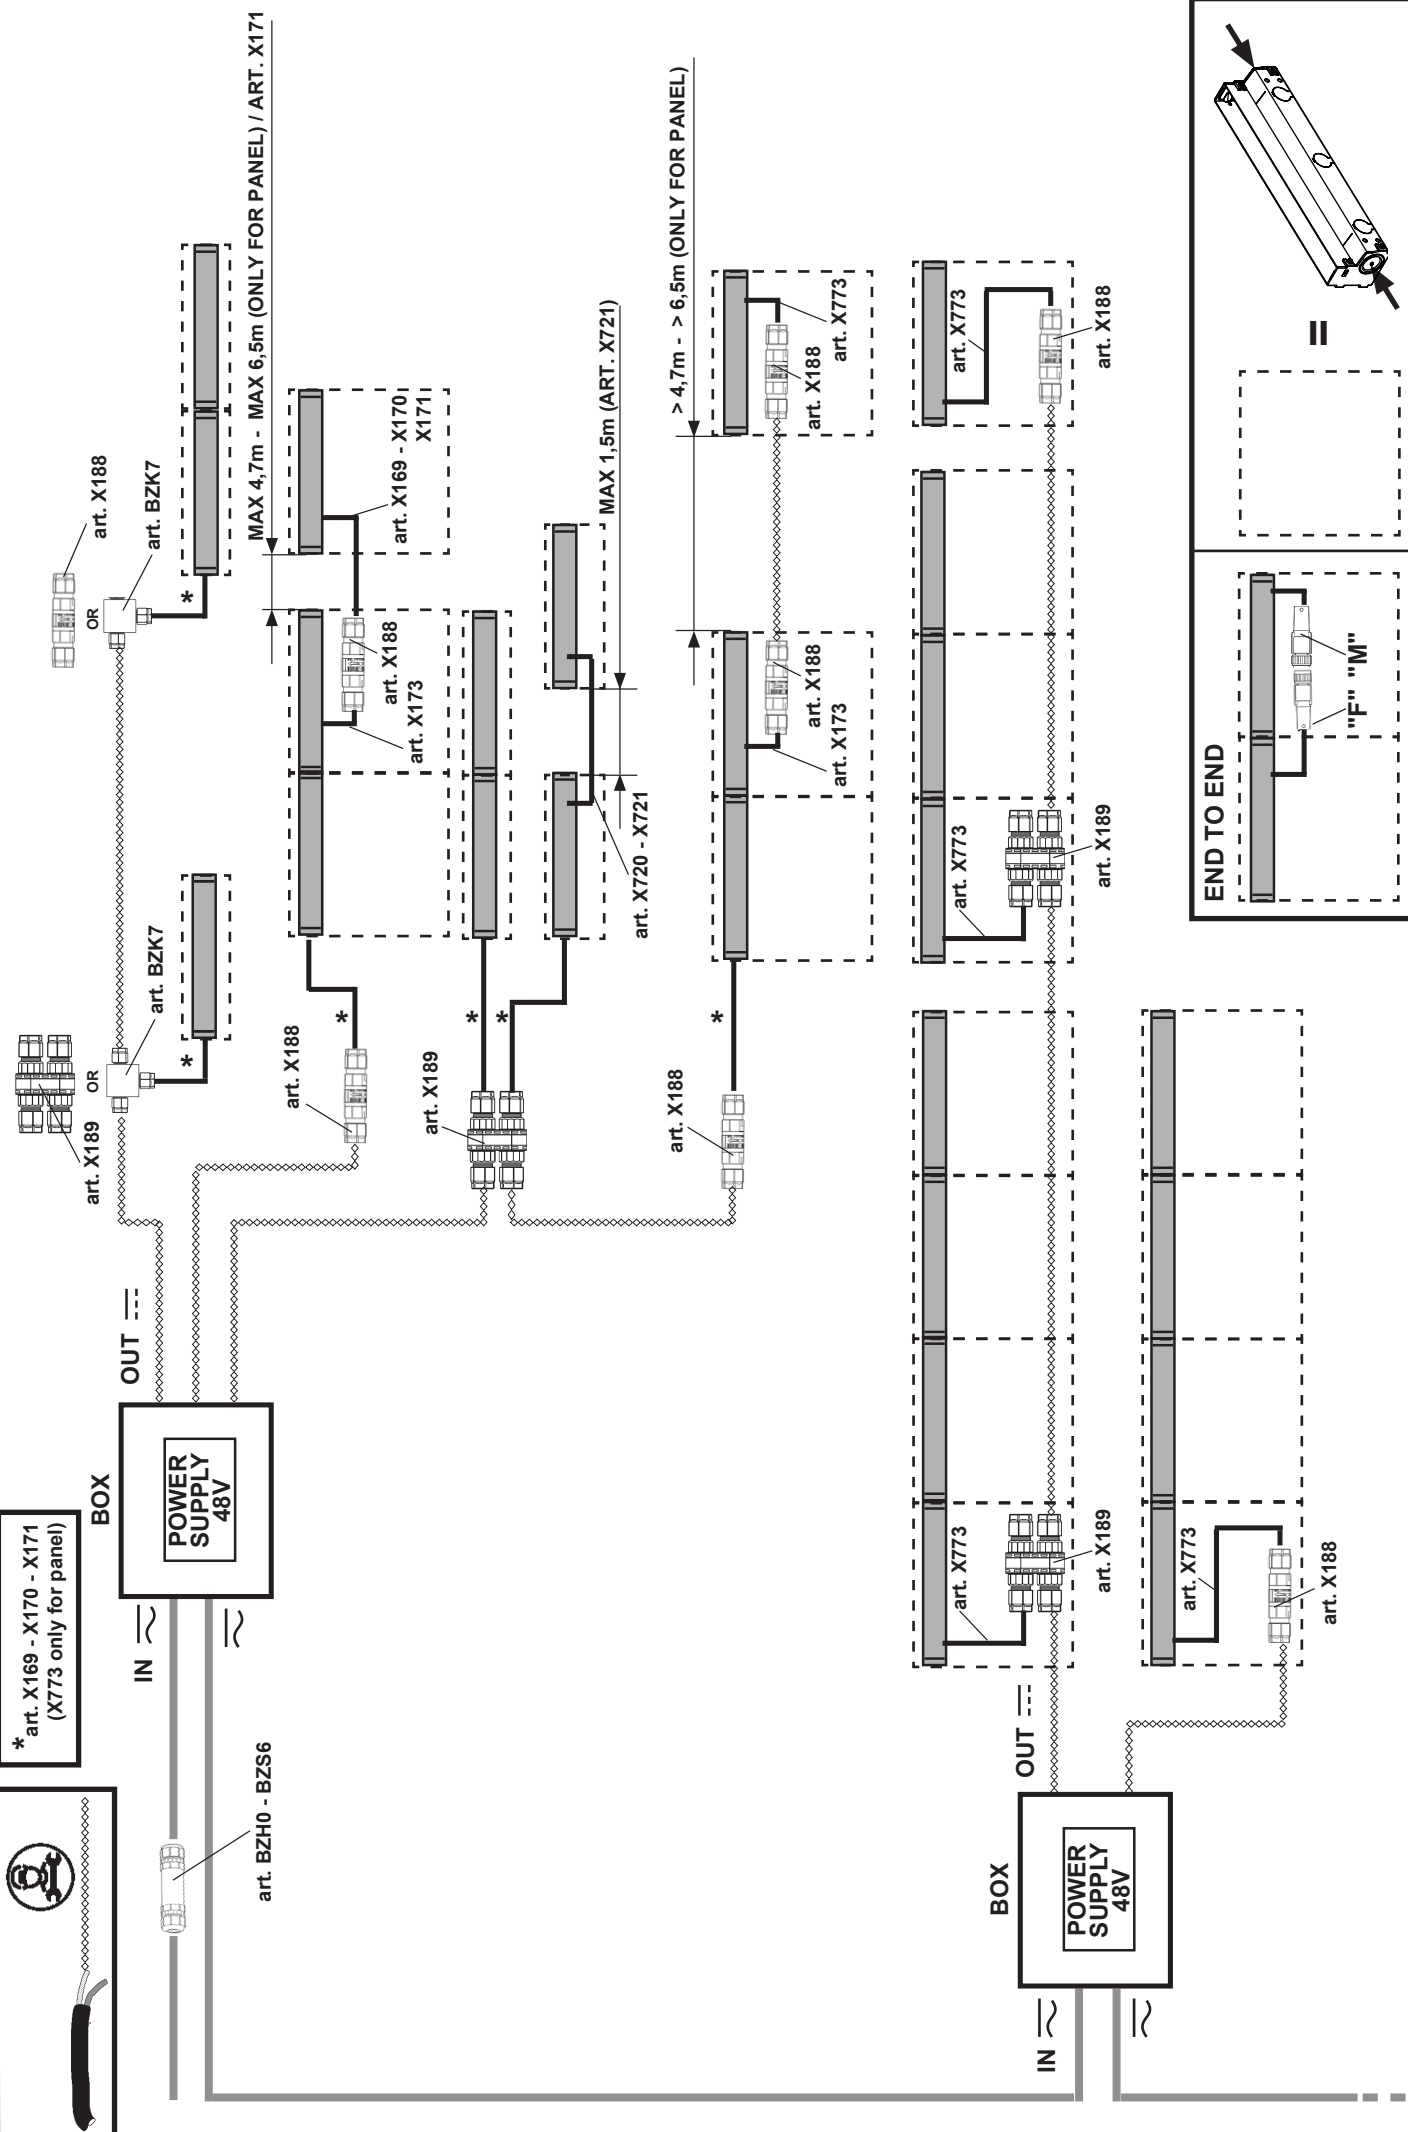 * art. X169 - X170 - X171
(X773 only for panel)
BOX
POWER
SUPPLY
48V
IN
OUT
art. BZH0 - BZS6
art. X189
OR
art. BZK7
*
art. X188
OR
art. BZK7
*
MAX 4,7m - MAX 6,5m (ONLY FOR PANEL) / ART. X171
art. X188
*
art. X173
art. X188
art. X169 - X170
X171
art. X189
*
*
MAX 1,5m (ART. X721)
art. X720 - X721
> 4,7m - > 6,5m (ONLY FOR PANEL)
art. X188
*
art. X173
art. X188
art. X188
art. X773
BOX
POWER
SUPPLY
48V
IN
OUT
art. X773
art. X189
art. X773
art. X189
art. X773
art. X188
art. X773
art. X188
END TO END
"F" "M"
=